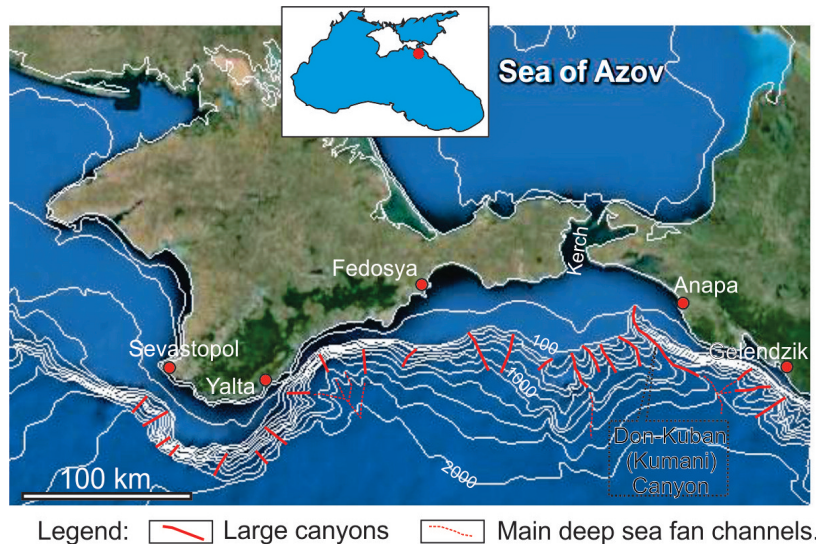 Sea of Azov
Kerch
Fedosya
Anapa
100
Sevastopol
Gelendzik
Yalta
1000
Don-Kuban
(Kumani)
Canyon
2000
100 km
Legend: Large canyons Main deep sea fan channels.